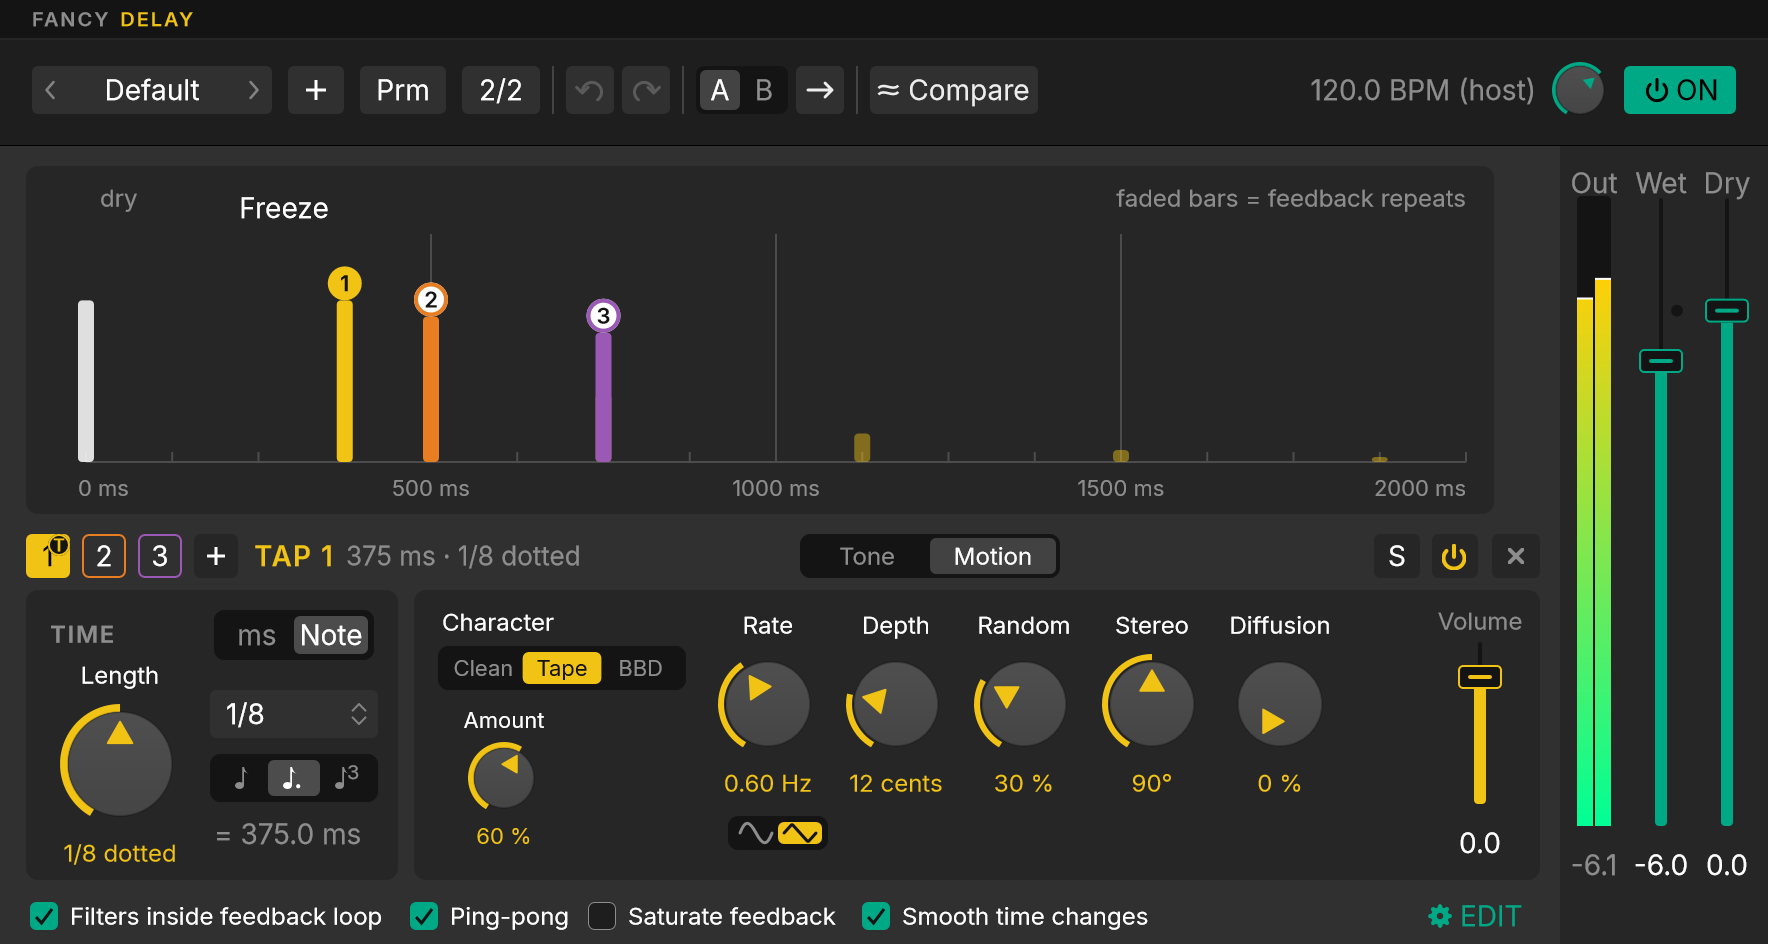 FANCY DELAY
Default + Prm 2/2 A B → ≈ Compare 120.0 BPM (host) ON
dry Freeze faded bars = feedback repeats
Out Wet Dry
1 2 3
0 ms 500 ms 1000 ms 1500 ms 2000 ms
1 T 2 3 + TAP 1 375 ms · 1/8 dotted Tone Motion S ×
TIME ms Note
Length
1/8
3
= 375.0 ms
1/8 dotted
Character Rate Depth Random Stereo Diffusion Volume
Clean Tape BBD
Amount
60 %
0.60 Hz 12 cents 30 % 90° 0 %
0.0
-6.1 -6.0 0.0
Filters inside feedback loop Ping-pong Saturate feedback Smooth time changes EDIT